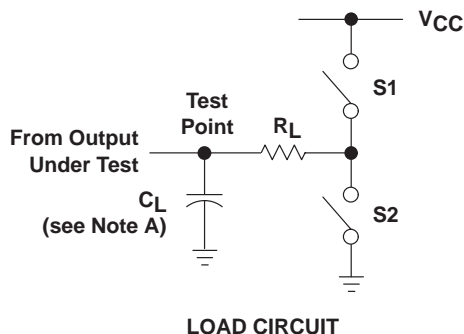 VCC
S1
Test
Point
RL
From Output
Under Test
CL
(see Note A)
S2
LOAD CIRCUIT